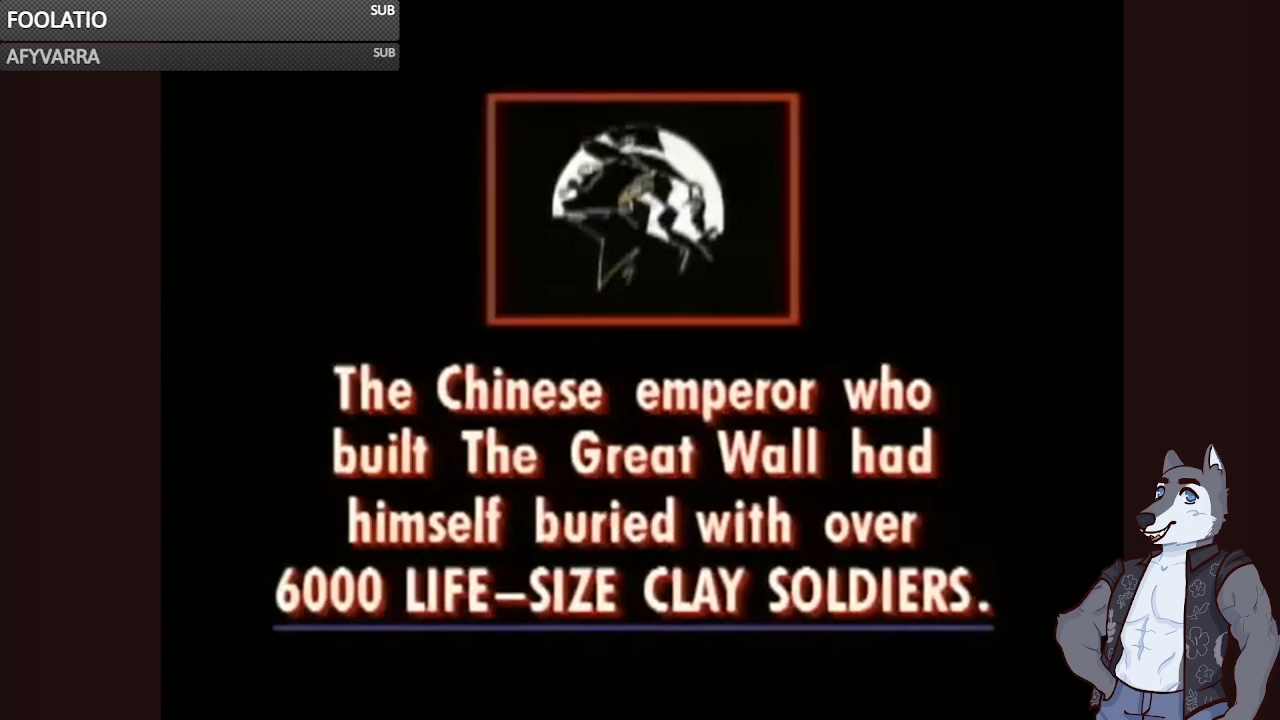 FOOLATIO SUB
AFYVARRA SUB
The Chinese emperor who
built The Great Wall had
himself buried with over
6000 LIFE–SIZE CLAY SOLDIERS.